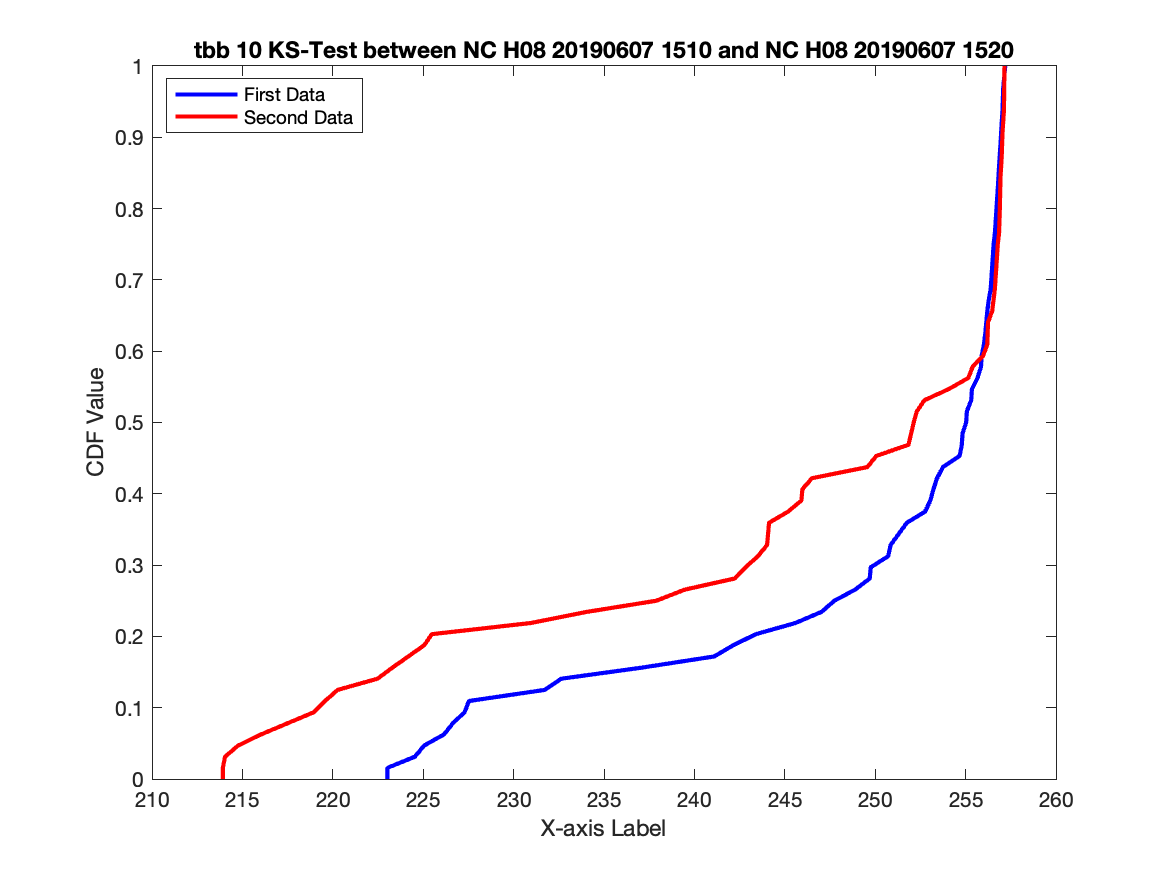 tbb 10 KS-Test between NC H08 20190607 1510 and NC H08 20190607 1520
First Data
Second Data
CDF Value
1
0.9
0.8
0.7
0.6
0.5
0.4
0.3
0.2
0.1
0
210 215 220 225 230 235 240 245 250 255 260
X-axis Label